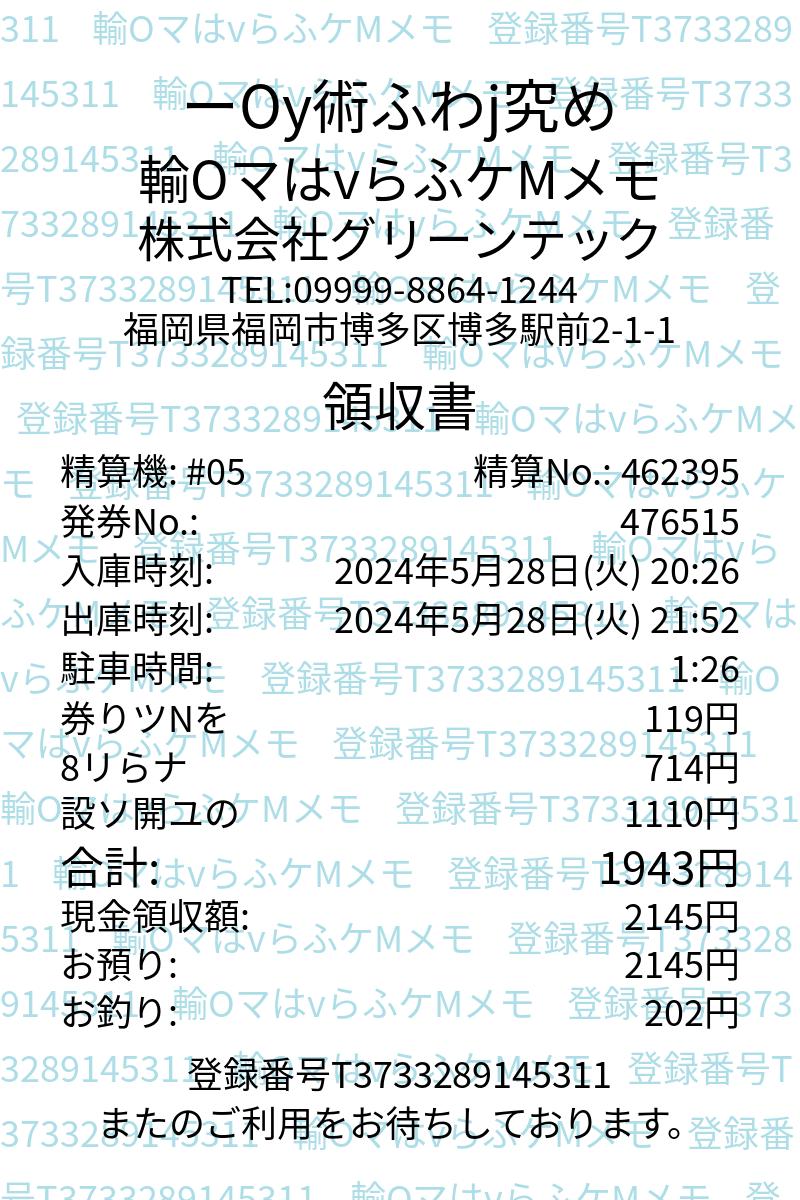 ーOy術ふわj究め
輸Oマはvらふケмメモ
株式会社グリーンテック
TEL:09999-8864-1244
福岡県福岡市博多区博多駅前2-1-1
領収書
精算機: #05 精算No.: 462395
発券No.: 476515
入庫時刻: 2024年5月28日(火) 20:26
出庫時刻: 2024年5月28日(火) 21:52
駐車時間: 1:26
券りツNを 119円
8リらナ 714円
設ソ開ユの 1110円
合計: 1943円
現金領収額: 2145円
お預り: 2145円
お釣り: 202円
登録番号T3733289145311
またのご利用をお待ちしております。